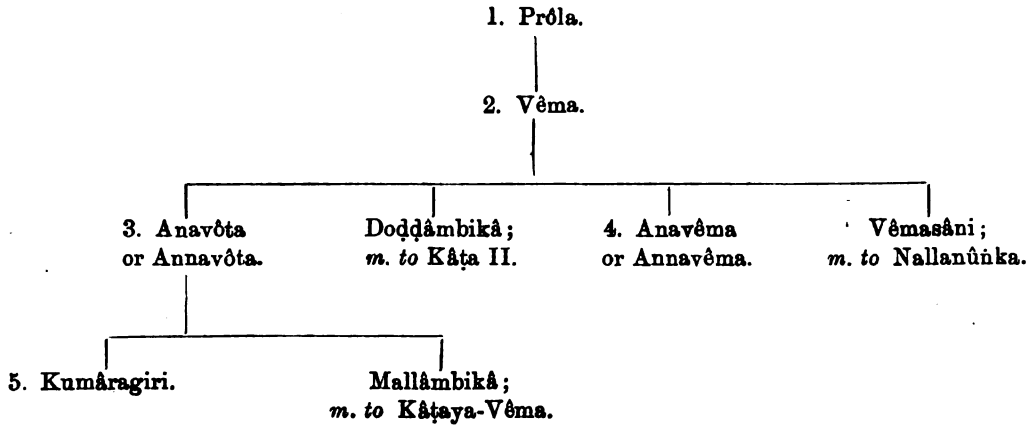 1. Prôla.
2. Vêma.
3. Anavôta
or Annavôta.
Doḍḍâmbikâ;
m. to Kâṭa II.
4. Anavêma
or Annavêma.
Vêmasâni;
m. to Nallanûṅka.
5. Kumâragiri.
Mallâmbikâ;
m. to Kâṭaya-Vêma.